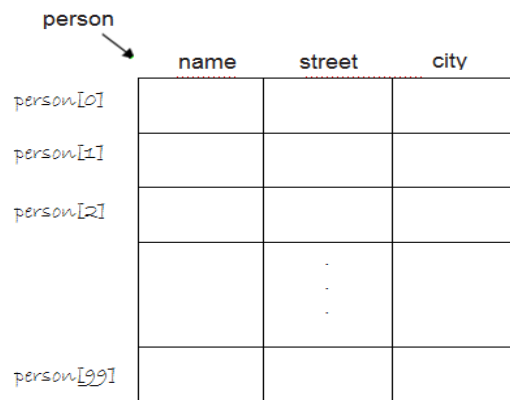 person
name street city
person[0]
person[1]
person[2]
.
.
.
person[99]